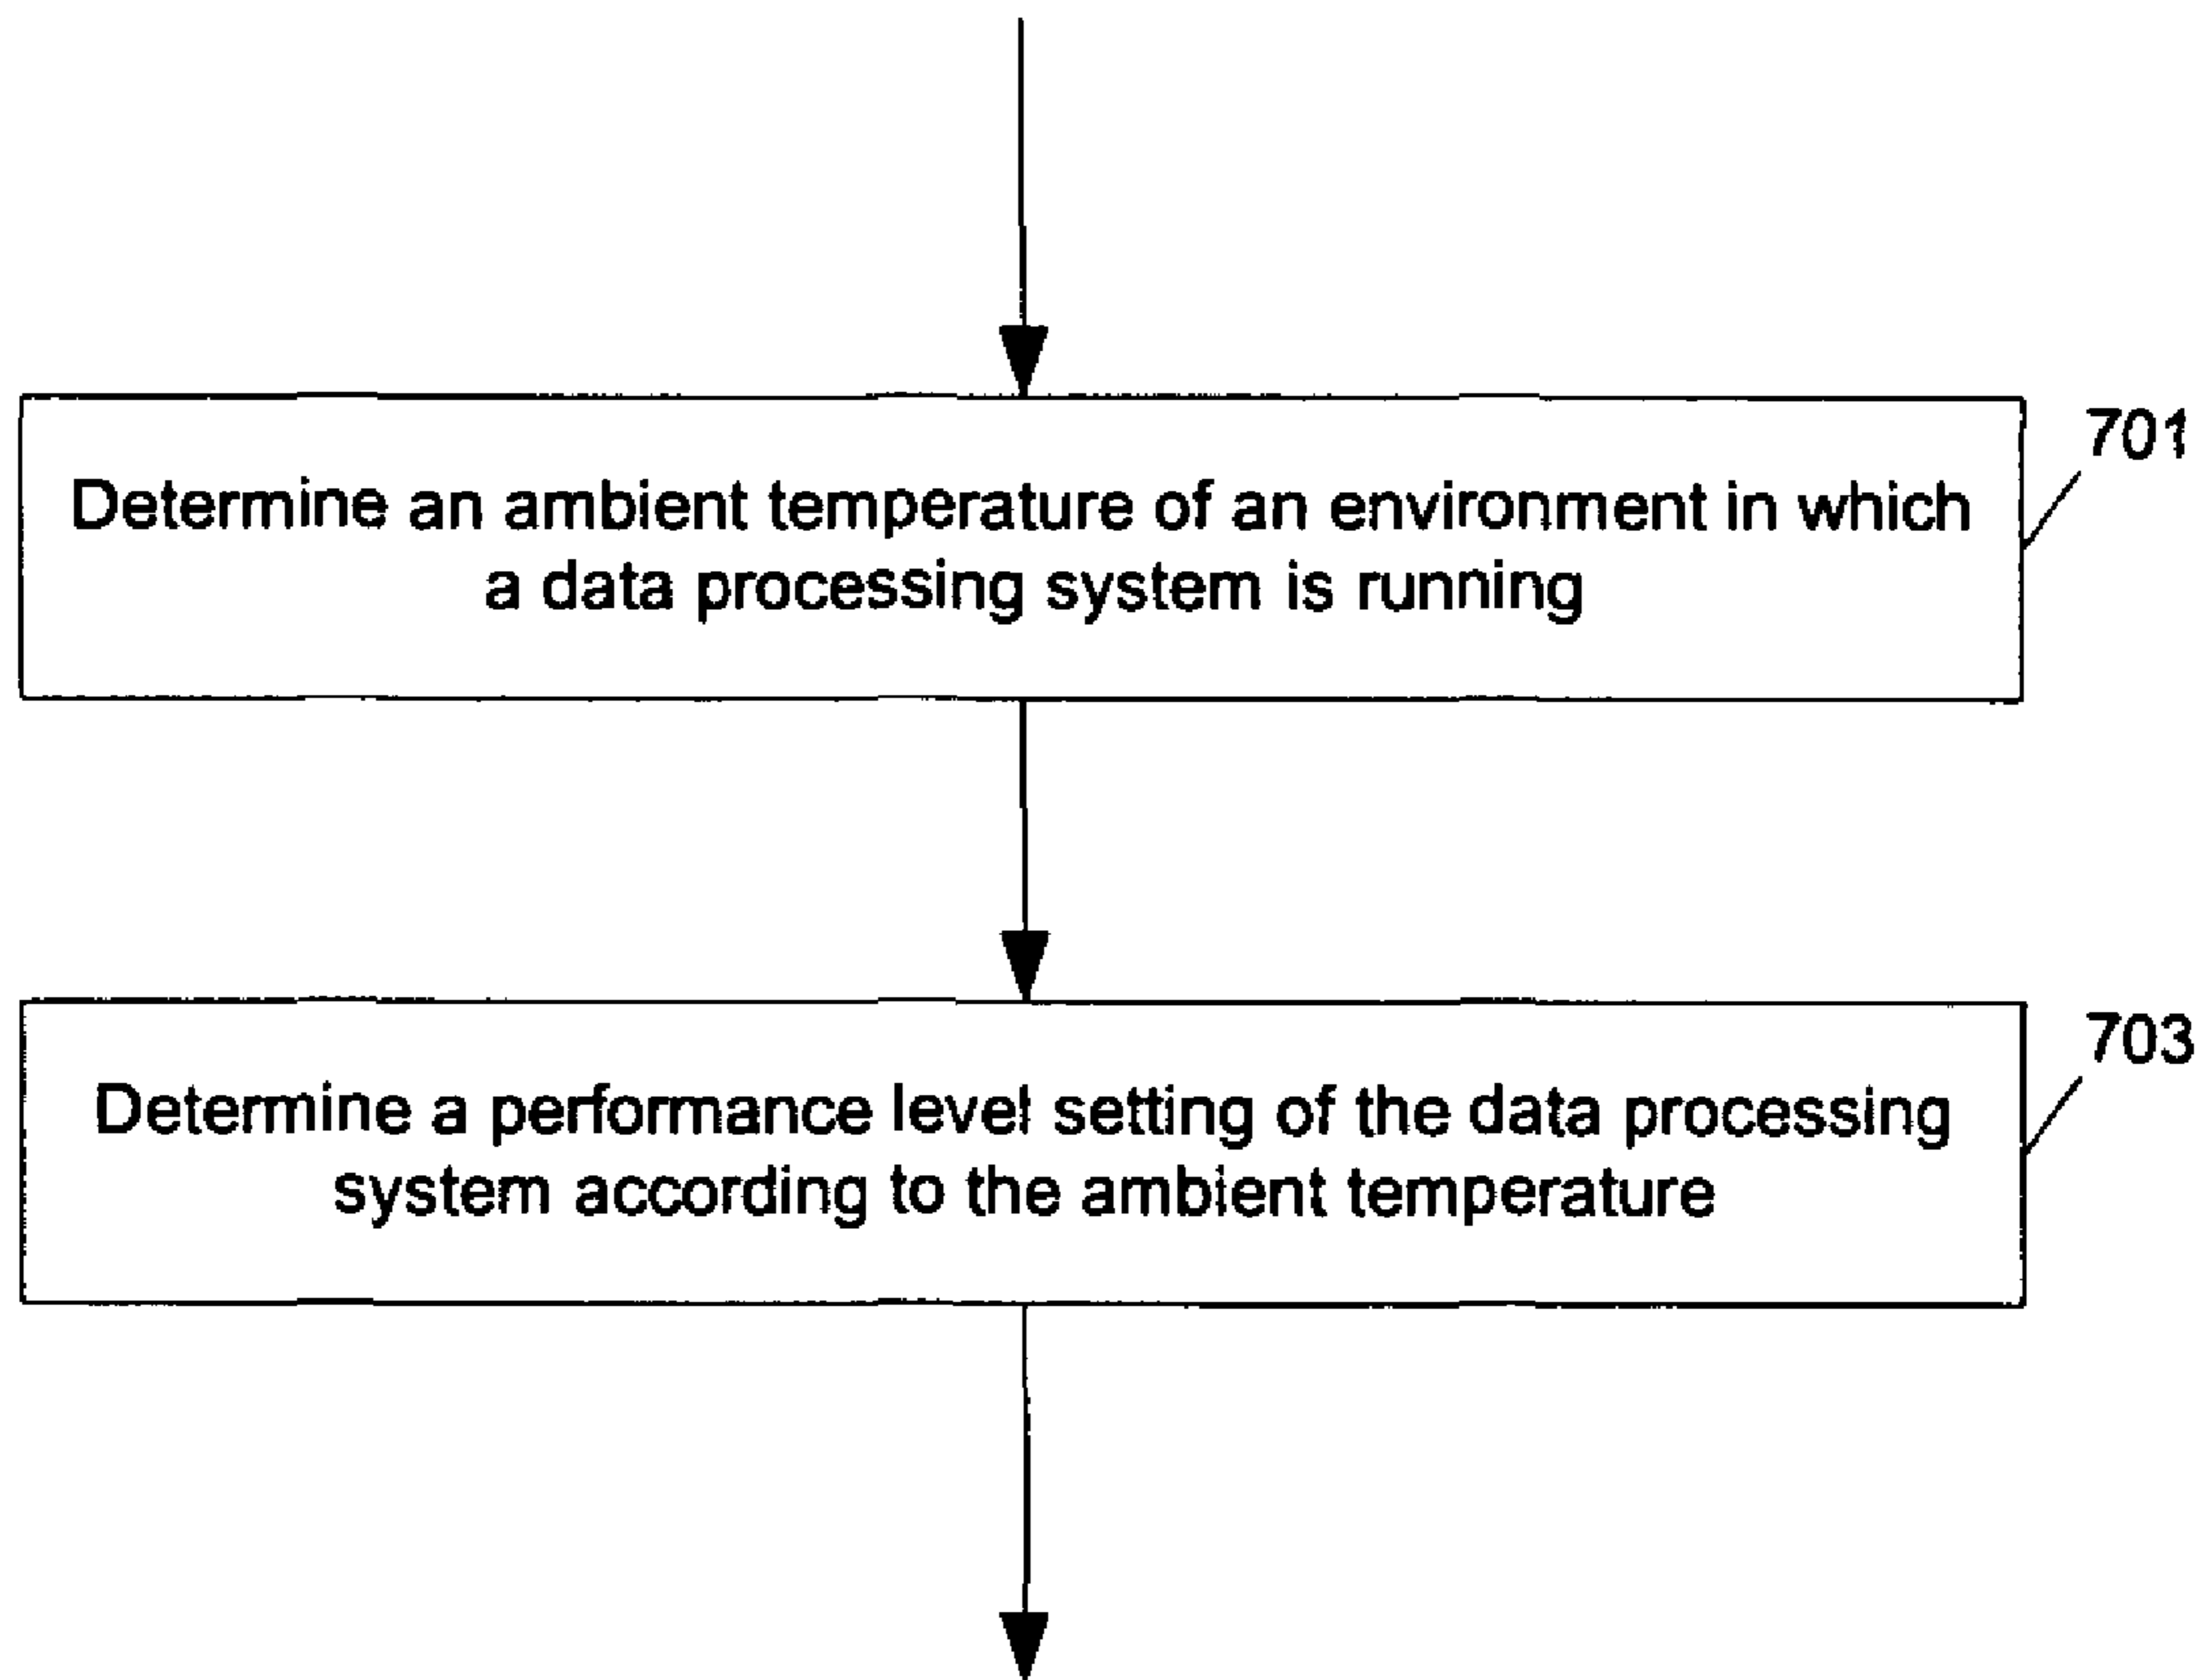 701
Determine an ambient temperature of an environment in which
a data processing system is running
703
Determine a performance level setting of the data processing
system according to the ambient temperature